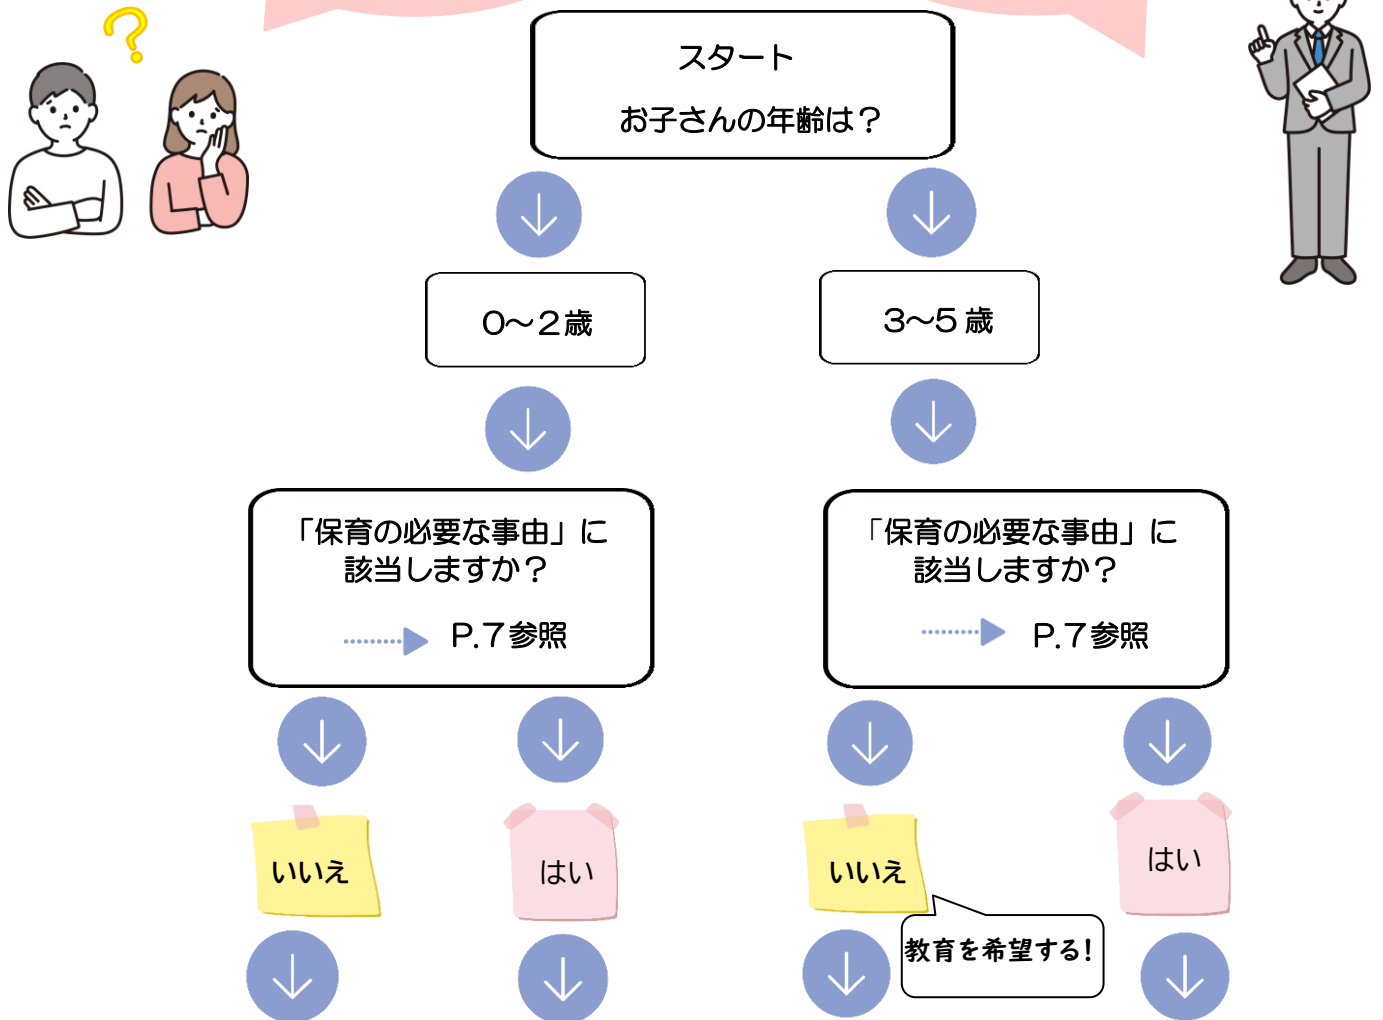 スタート
お子さんの年齢は？
0～2歳
3～5歳
「保育の必要な事由」に
該当しますか？
P.7参照
「保育の必要な事由」に
該当しますか？
P.7参照
いいえ
はい
いいえ
はい
教育を希望する！